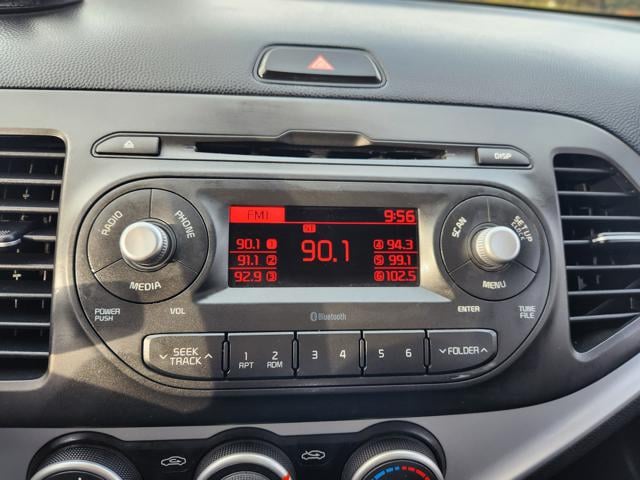 DISP
FM1 9:56
90.1 1 90.1 4 94.3
91.1 2 5 99.1
92.9 3 6 102.5
RADIO PHONE
MEDIA
SCAN SETUP
CLOCK
MENU
POWER
PUSH
VOL
Bluetooth
ENTER
TUNE
FILE
SEEK
TRACK
1 RPT
2 RDM
3 4
5 6
FOLDER